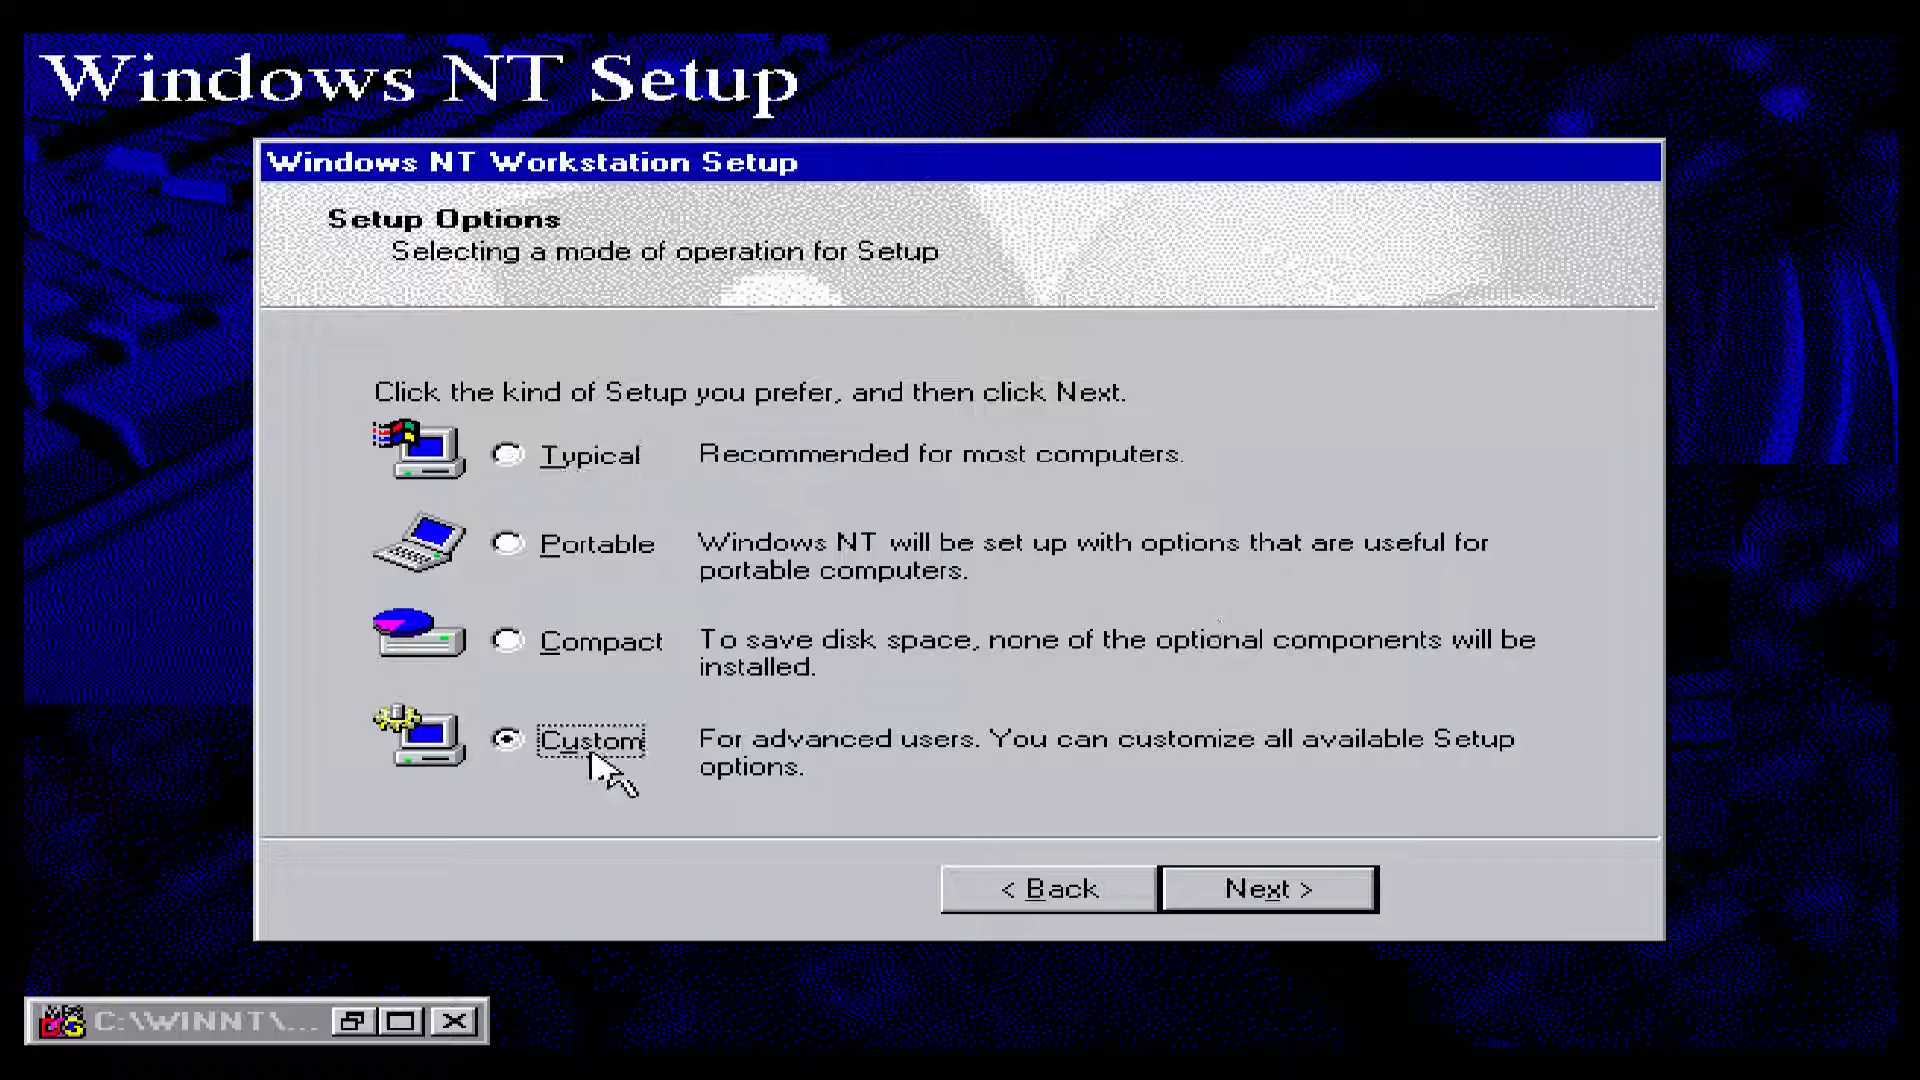 Windows NT Setup
Windows NT Workstation Setup
Setup Options
Selecting a mode of operation for Setup
Click the kind of Setup you prefer, and then click Next.
Typical Recommended for most computers.
Portable Windows NT will be set up with options that are useful for
portable computers.
Compact To save disk space, none of the optional components will be
installed.
Custom For advanced users. You can customize all available Setup
options.
< Back Next >
C:\WINNT\...